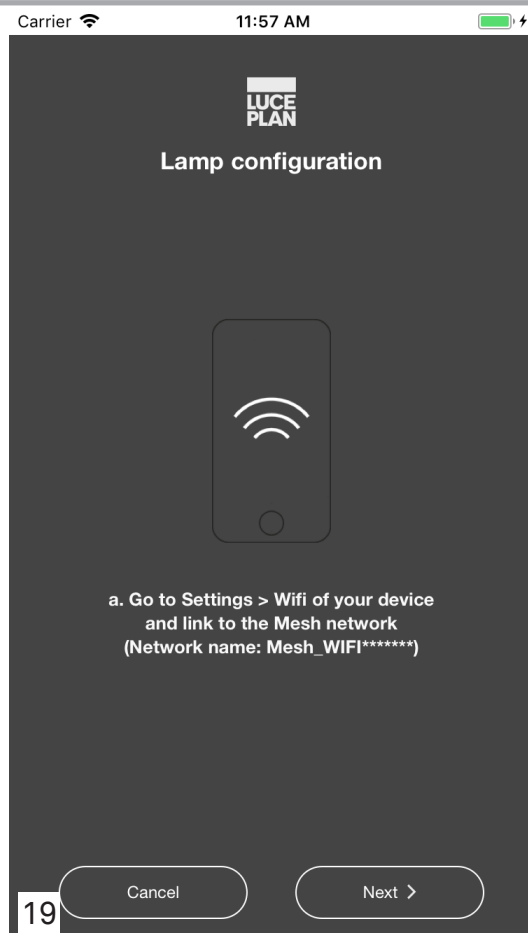 Carrier
11:57 AM
LUCE
PLAN
Lamp configuration
a. Go to Settings > Wifi of your device
and link to the Mesh network
(Network name: Mesh_WIFI*******)
Cancel
Next >
19